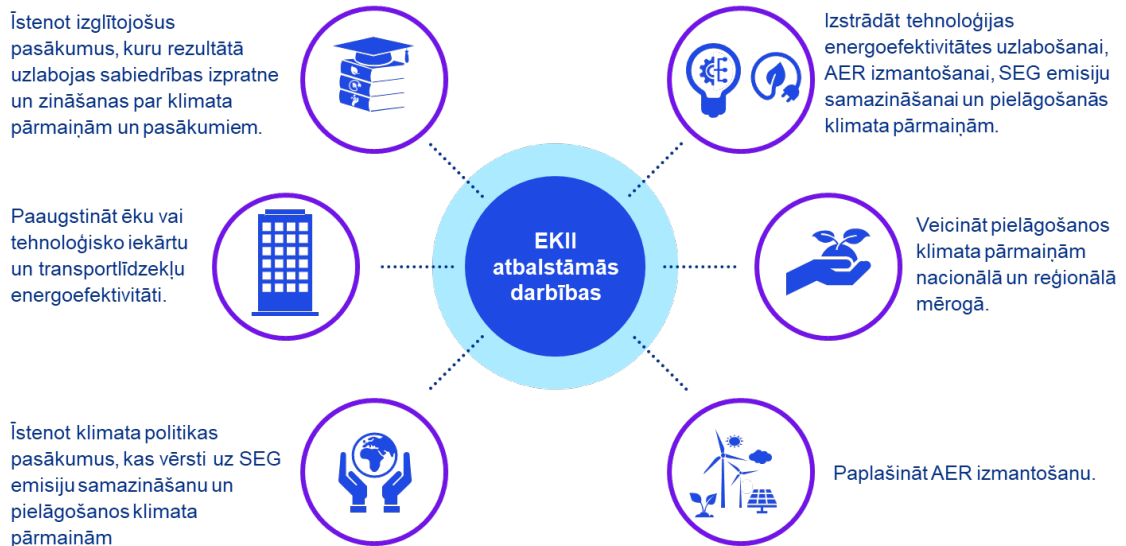 Īstenot izglītojošus
pasākumus, kuru rezultātā
uzlabojas sabiedrības izpratne
un zināšanas par klimata
pārmaiņām un pasākumiem.
Izstrādāt tehnoloģijas
energoefektivitātes uzlabošanai,
AER izmantošanai, SEG emisiju
samazināšanai un pielāgošanās
klimata pārmaiņām.
Paaugstināt ēku vai
tehnoloģisko iekārtu
un transportlīdzekļu
energoefektivitāti.
EKII
atbalstāmās
darbības
Veicināt pielāgošanos
klimata pārmaiņām
nacionālā un reģionālā
mērogā.
Īstenot klimata politikas
pasākumus, kas vērsti uz SEG
emisiju samazināšanu un
pielāgošanos klimata
pārmaiņām
Paplašināt AER izmantošanu.